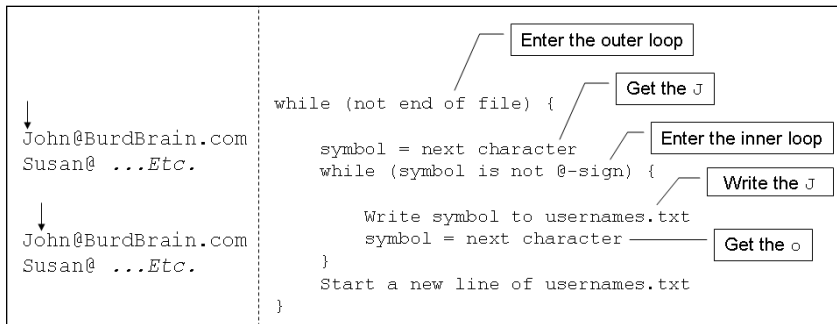 John@BurdBrain.com
Susan@ ...Etc.
John@BurdBrain.com
Susan@ ...Etc.
Enter the outer loop
while (not end of file) {
Get the J
symbol = next character
Enter the inner loop
while (symbol is not @-sign) {
Write the J
Write symbol to usernames.txt
symbol = next character
Get the o
}
Start a new line of usernames.txt
}